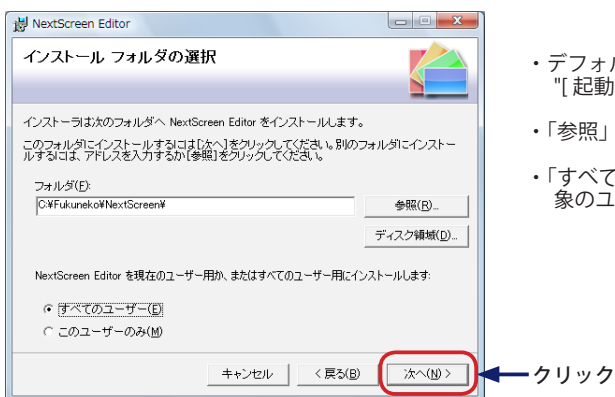 NextScreen Editor
インストール フォルダの選択
インストーラは次のフォルダへ NextScreen Editor をインストールします。
このフォルダにインストールするには[次へ]をクリックしてください。別のフォルダにインストー
ルするには、アドレスを入力するか[参照]をクリックしてください。
フォルダ(F):
C:¥Fukuneko¥NextScreen¥
参照(R)...
ディスク領域(D)...
NextScreen Editor を現在のユーザー用か、またはすべてのユーザー用にインストールします:
すべてのユーザー(E)
このユーザーのみ(M)
キャンセル
< 戻る(B)
次へ(N) >
・デフォル
"[ 起動
・「参照」
・「すべて
象のユ
クリック